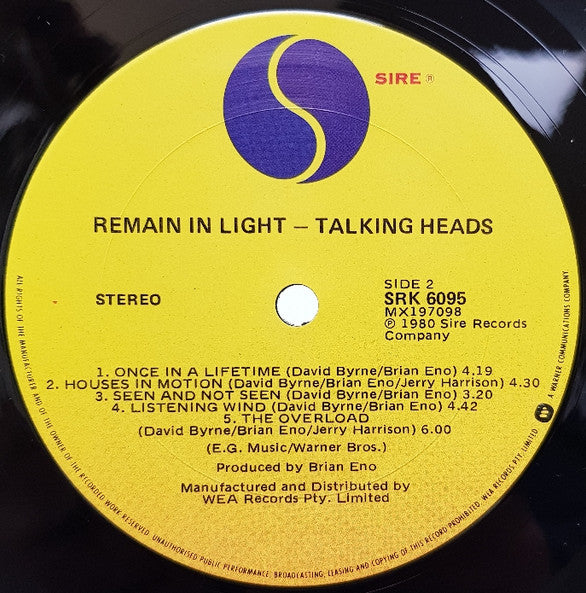 SIRE ®
REMAIN IN LIGHT – TALKING HEADS
STEREO
SIDE 2
SRK 6095
MX197098
℗ 1980 Sire Records
Company
1. ONCE IN A LIFETIME (David Byrne/Brian Eno) 4.19
2. HOUSES IN MOTION (David Byrne/Brian Eno/Jerry Harrison) 4.30
3. SEEN AND NOT SEEN (David Byrne/Brian Eno) 3.20
4. LISTENING WIND (David Byrne/Brian Eno) 4.42
5. THE OVERLOAD
(David Byrne/Brian Eno/Jerry Harrison) 6.00
(E.G. Music/Warner Bros.)
Produced by Brian Eno
Manufactured and Distributed by
WEA Records Pty. Limited
ALL RIGHTS OF THE MANUFACTURER AND OF THE OWNER OF THE RECORDED WORK RESERVED. UNAUTHORISED PUBLIC PERFORMANCE, BROADCASTING, LEASING AND COPYING OF THIS RECORD PROHIBITED. WEA RECORDS PTY. LIMITED
A WARNER COMMUNICATIONS COMPANY.